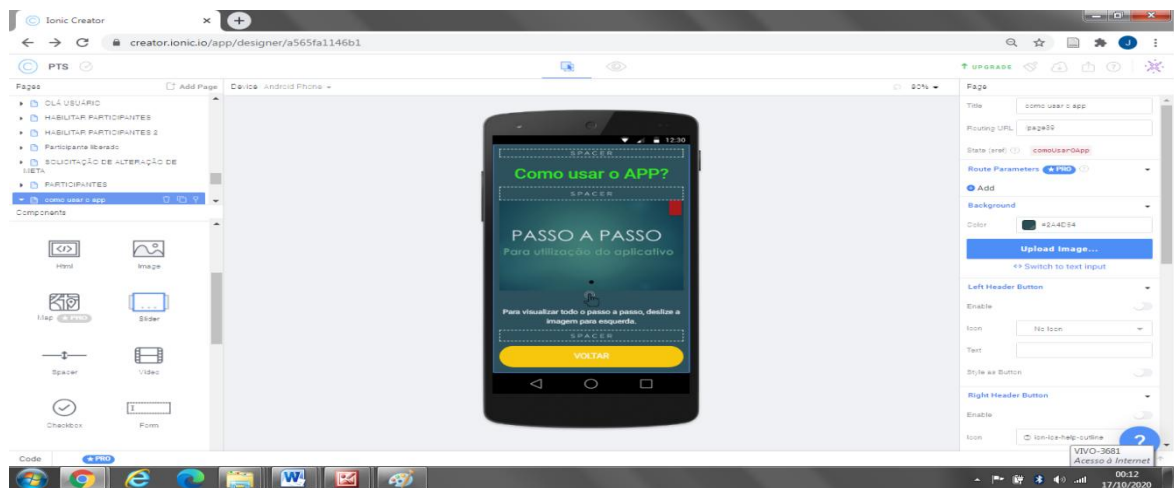 Ionic Creator
creator.ionic.io/app/designer/a565fa1146b1
PTS
UPGRADE
Pages
Add Page
Device Android Phone
90%
Page
OLÁ USUÁRIO
HABILITAR PARTICIPANTES
HABILITAR PARTICIPANTES 2
Participante liberado
SOLICITAÇÃO DE ALTERAÇÃO DE
META
PARTICIPANTES
como usar o app
Components
Html
Image
Map PRO
Slider
Spacer
Video
Checkbox
Form
Code PRO
12:30
SPACER
Como usar o APP?
SPACER
PASSO A PASSO
Para utilização do aplicativo
Para visualizar todo o passo a passo, deslize a
imagem para esquerda.
SPACER
VOLTAR
Title como usar o app
Routing URL /page39
State (sref) comoUsarOApp
Route Parameters PRO
Add
Background
Color #2A4D64
Upload Image...
<> Switch to text input
Left Header Button
Enable
Icon No Icon
Text
Style as Button
Right Header Button
Enable
Icon ion-ios-help-outline
VIVO-3681
Acesso à Internet
00:12
17/10/2020